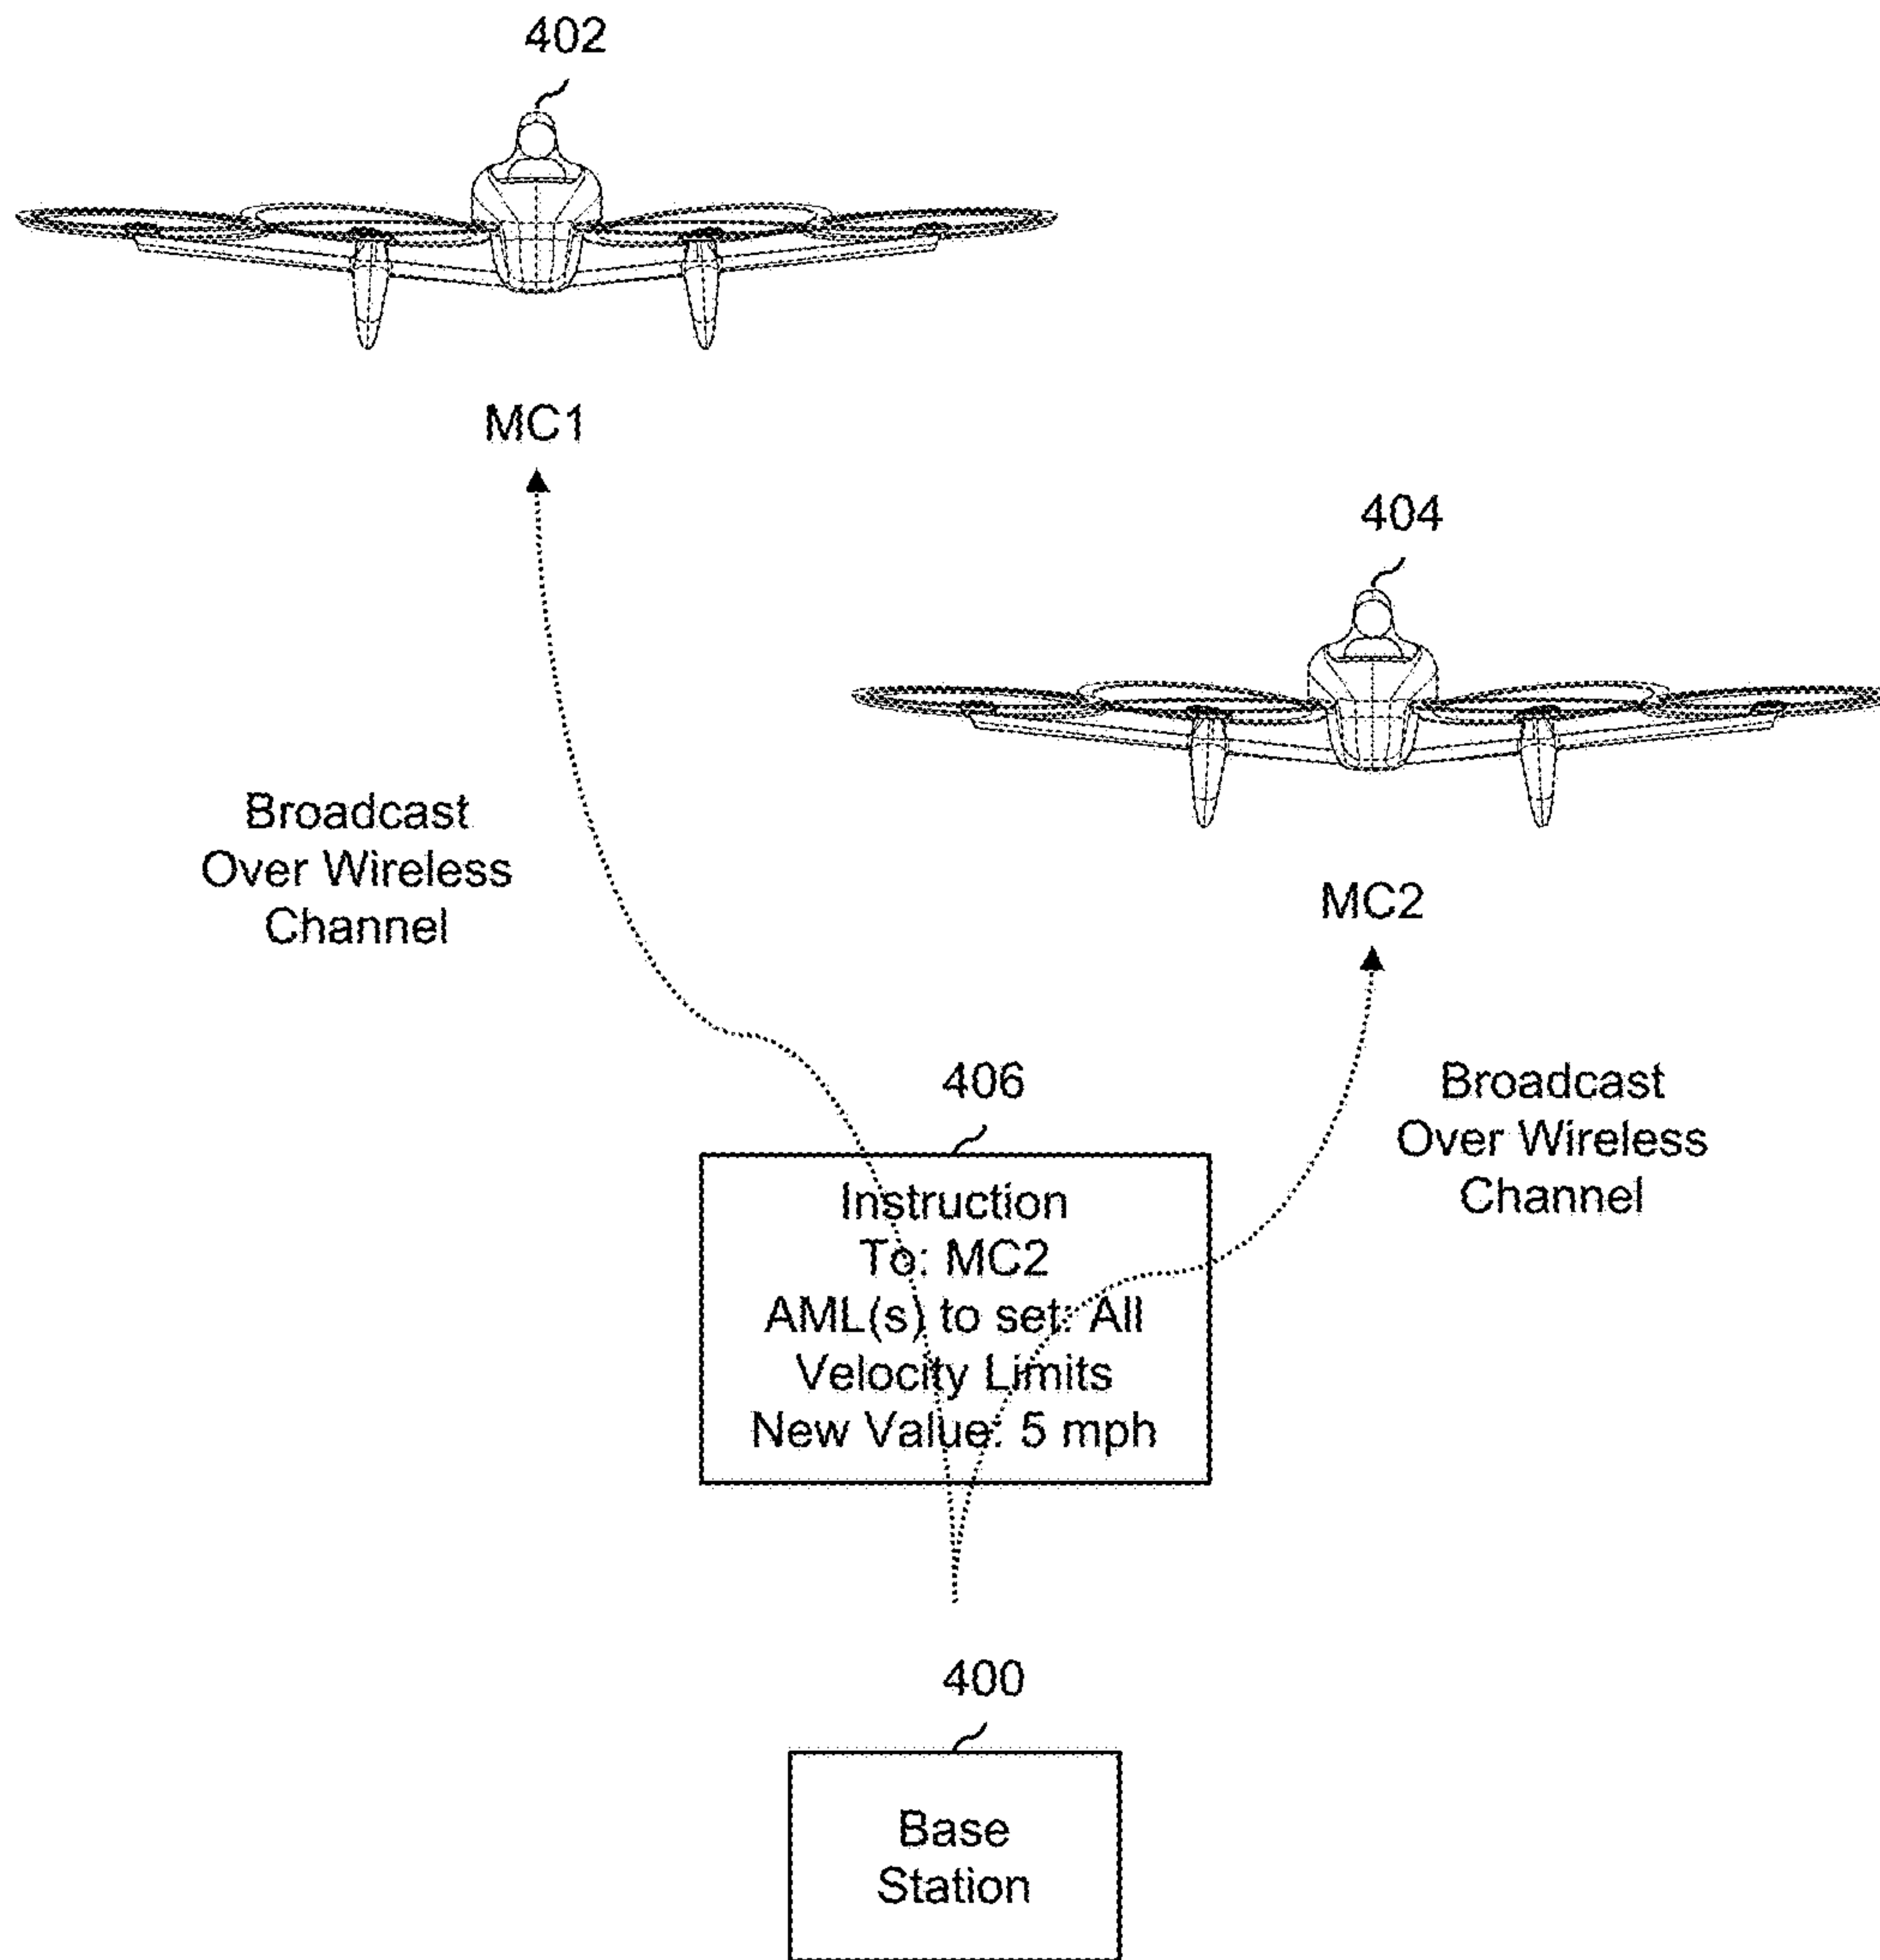 402
MC1
404
Broadcast
Over Wireless
Channel
MC2
406
Broadcast
Over Wireless
Channel
Instruction
To: MC2
AML(s) to set: All
Velocity Limits
New Value: 5 mph
400
Base
Station